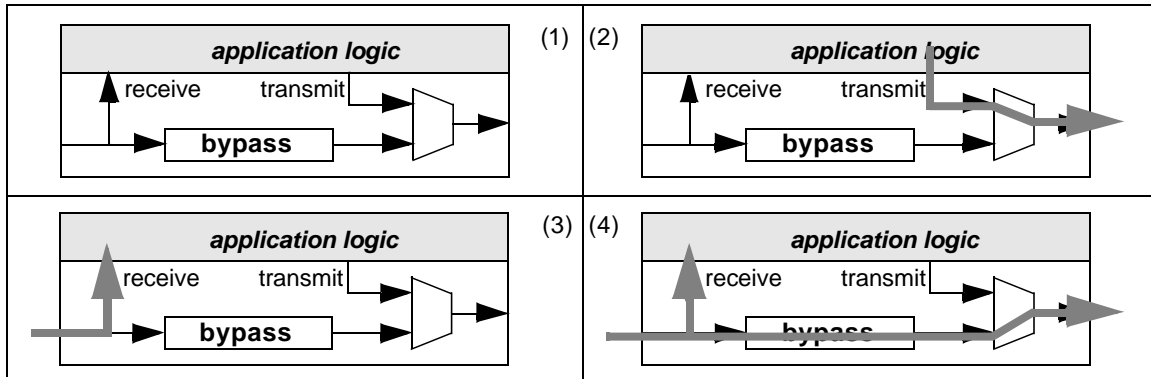 application logic (1)
receive transmit
bypass
(2) application logic
receive transmit
bypass
application logic (3)
receive transmit
bypass
(4) application logic
receive transmit
bypass